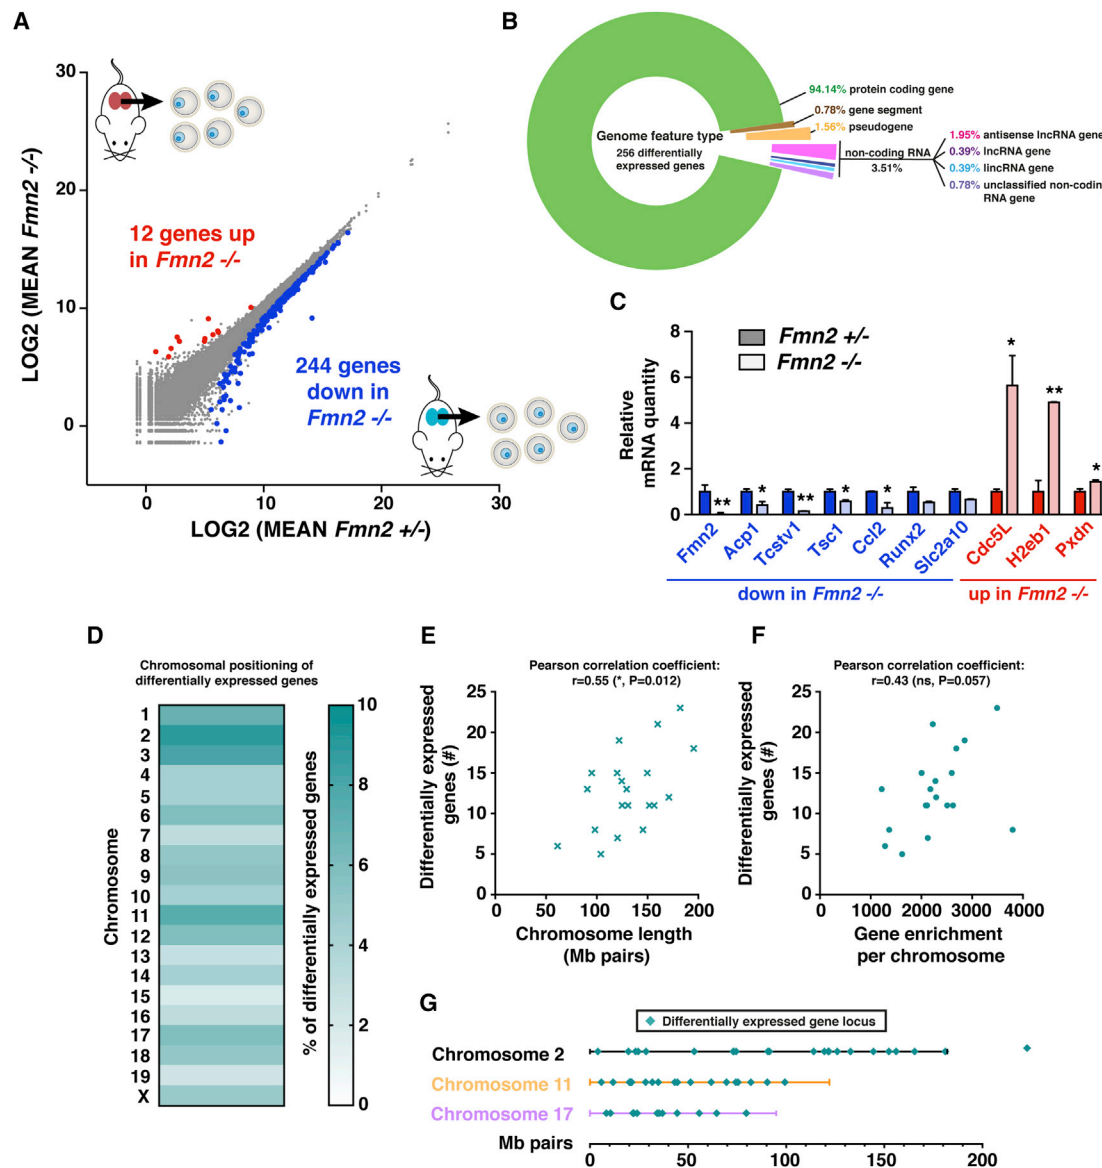 A
30
20
10
0
0
10
20
30
LOG2 (MEAN Fmn2 -/-)
LOG2 (MEAN Fmn2 +/-)
12 genes up
in Fmn2 -/-
244 genes
down in
Fmn2 -/-
B
Genome feature type
256 differentially
expressed genes
94.14% protein coding gene
0.78% gene segment
1.56% pseudogene
non-coding RNA
3.51%
1.95% antisense lncRNA gene
0.39% lncRNA gene
0.39% lincRNA gene
0.78% unclassified non-coding
RNA gene
C
Relative
mRNA quantity
8
6
4
2
0
Fmn2 +/-
Fmn2 -/-
** * ** * * * ** *
Fmn2 Acp1 Tcstv1 Tsc1 Ccl2 Runx2 Slc2a10 Cdc5L H2eb1 Pxdn
down in Fmn2 -/-
up in Fmn2 -/-
D
Chromosomal positioning of
differentially expressed genes
Chromosome
1
2
3
4
5
6
7
8
9
10
11
12
13
14
15
16
17
18
19
X
% of differentially expressed genes
10
8
6
4
2
0
E
Pearson correlation coefficient:
r=0.55 (*, P=0.012)
Differentially expressed
genes (#)
25
20
15
10
5
0
0 50 100 150 200
Chromosome length
(Mb pairs)
F
Pearson correlation coefficient:
r=0.43 (ns, P=0.057)
Differentially expressed
genes (#)
25
20
15
10
5
0
0 1000 2000 3000 4000
Gene enrichment
per chromosome
G
Differentially expressed gene locus
Chromosome 2
Chromosome 11
Chromosome 17
Mb pairs
0 50 100 150 200